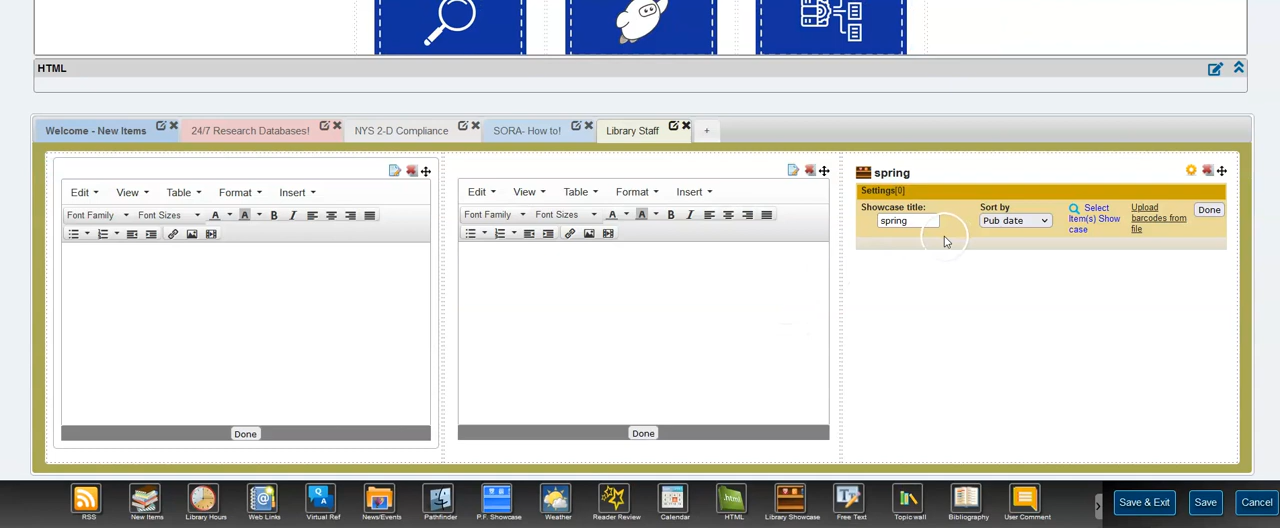 HTML
Welcome - New Items
24/7 Research Databases!
NYS 2-D Compliance
SORA- How to!
Library Staff
+
Edit View Table Format Insert
Font Family Font Sizes A A B I
Done
Edit View Table Format Insert
Font Family Font Sizes A A B I
Done
spring
Settings[0]
Showcase title:
spring
Sort by
Pub date
Select
Item(s) Show
case
Upload
barcodes from
file
Done
RSS
New Items
Library Hours
Web Links
Virtual Ref
News/Events
Pathfinder
P.F. Showcase
Weather
Reader Review
Calendar
HTML
Library Showcase
Free Text
Topic wall
Bibliography
User Comment
Save & Exit
Save
Cancel